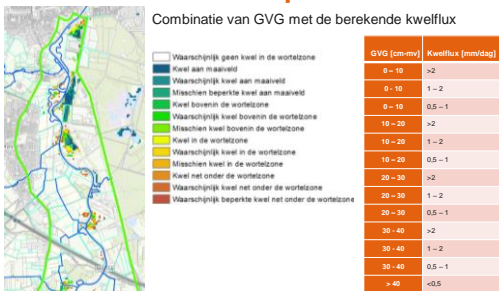 Combinatie van GVG met de berekende kwelflux
Waarschijnlijk geen kwel in de wortelzone
Kwel aan maaiveld
Waarschijnlijk kwel aan maaiveld
Misschien beperkte kwel aan maaiveld
Kwel bovenin de wortelzone
Waarschijnlijk kwel bovenin de wortelzone
Misschien kwel bovenin de wortelzone
Kwel in de wortelzone
Waarschijnlijk kwel in de wortelzone
Misschien kwel in de wortelzone
Kwel net onder de wortelzone
Waarschijnlijk kwel net onder de wortelzone
Waarschijnlijk beperkte kwel net onder de wortelzone
GVG [cm-mv] Kwelflux [mm/dag]
0 – 10 >2
0 - 10 1 – 2
0 – 10 0,5 – 1
10 – 20 >2
10 – 20 1 – 2
10 – 20 0,5 – 1
20 – 30 >2
20 – 30 1 – 2
20 – 30 0,5 – 1
30 - 40 >2
30 - 40 1 – 2
30 - 40 0,5 – 1
> 40 <0,5